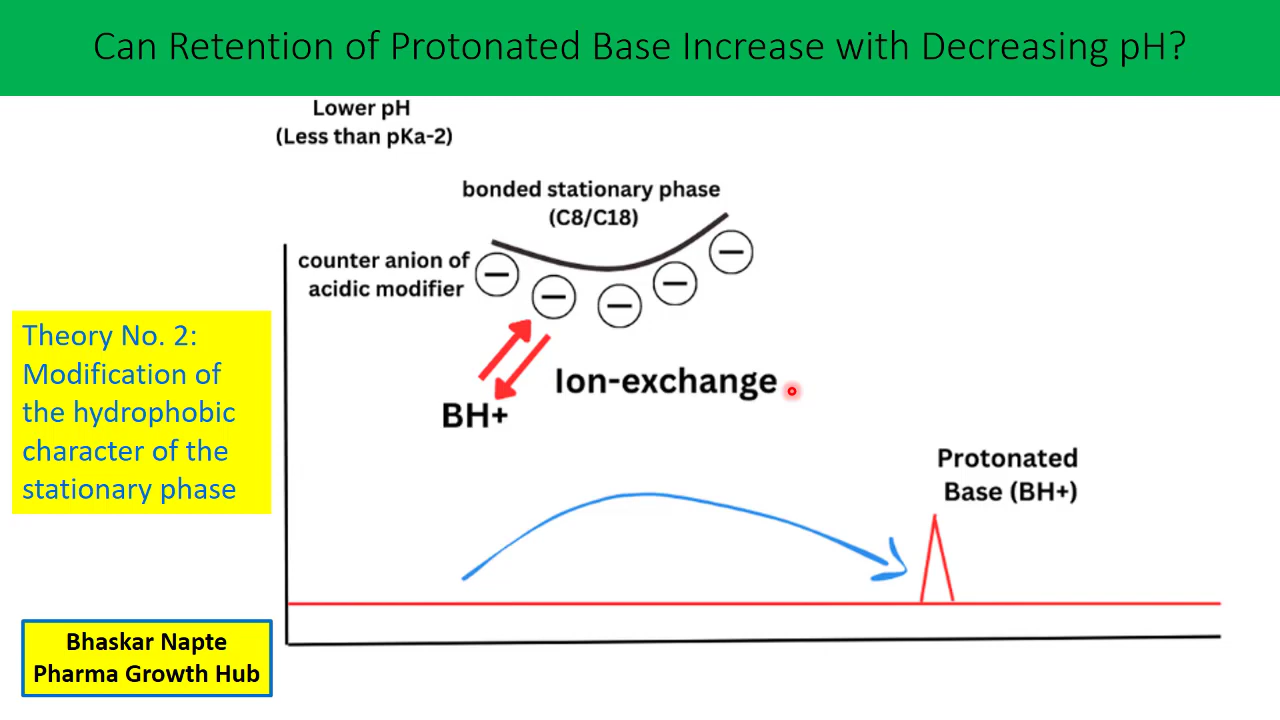 Can Retention of Protonated Base Increase with Decreasing pH?
Lower pH
(Less than pKa-2)
bonded stationary phase
(C8/C18)
counter anion of
acidic modifier
Theory No. 2:
Modification of
the hydrophobic
character of the
stationary phase
Ion-exchange
BH+
Protonated
Base (BH+)
Bhaskar Napte
Pharma Growth Hub